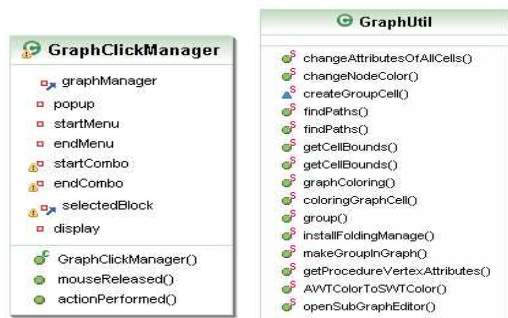 GraphClickManager
graphManager
popup
startMenu
endMenu
startCombo
endCombo
selectedBlock
display
GraphClickManager()
mouseReleased()
actionPerformed()
GraphUtil
changeAttributesOfAllCells()
changeNodeColor()
createGroupCell()
findPaths()
findPaths()
getCellBounds()
getCellBounds()
graphColoring()
coloringGraphCell()
group()
installFoldingManage()
makeGroupInGraph()
getProcedureVertexAttributes()
AWTColorToSWTColor()
openSubGraphEditor()